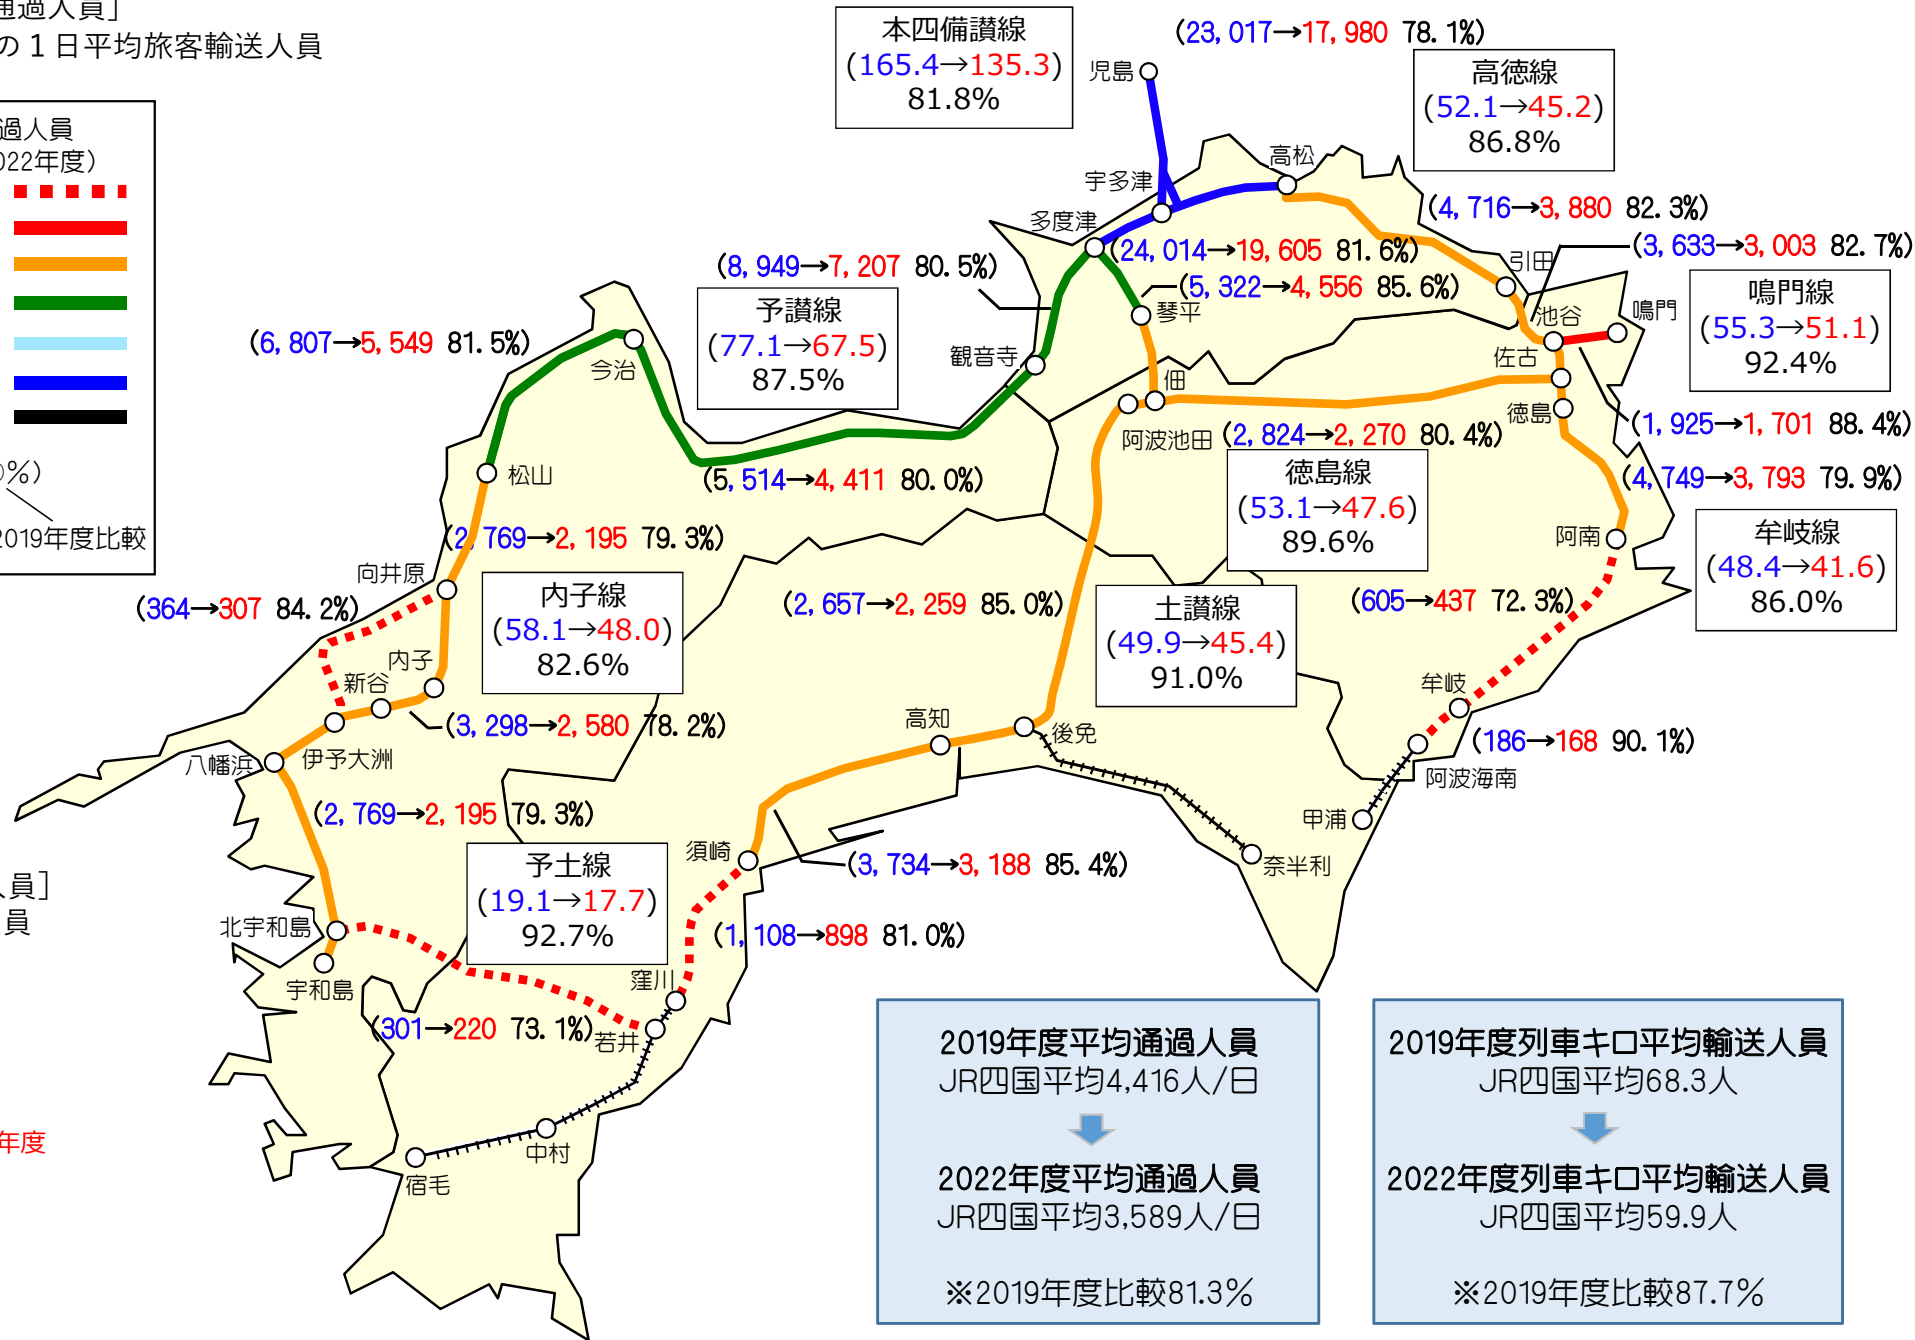 通過人員］
の１日平均旅客輸送人員
過人員
022年度）
％）
2019年度比較
人員］
員
年度
本四備讃線
(165.4→135.3)
81.8%
(23,017→17,980 78.1%)
児島
高徳線
(52.1→45.2)
86.8%
高松
宇多津
多度津
(4,716→3,880 82.3%)
(24,014→19,605 81.6%)
(3,633→3,003 82.7%)
引田
(8,949→7,207 80.5%)
(5,322→4,556 85.6%)
琴平
予讃線
(77.1→67.5)
87.5%
鳴門線
(55.3→51.1)
92.4%
池谷
鳴門
(6,807→5,549 81.5%)
今治
観音寺
佐古
佃
徳島
阿波池田
(2,824→2,270 80.4%)
(1,925→1,701 88.4%)
松山
(5,514→4,411 80.0%)
徳島線
(53.1→47.6)
89.6%
(4,749→3,793 79.9%)
(2,769→2,195 79.3%)
阿南
牟岐線
(48.4→41.6)
86.0%
向井原
(364→307 84.2%)
内子線
(58.1→48.0)
82.6%
(2,657→2,259 85.0%)
土讃線
(49.9→45.4)
91.0%
(605→437 72.3%)
内子
新谷
牟岐
(3,298→2,580 78.2%)
高知
後免
(186→168 90.1%)
八幡浜
伊予大洲
阿波海南
(2,769→2,195 79.3%)
甲浦
須崎
(3,734→3,188 85.4%)
奈半利
予土線
(19.1→17.7)
92.7%
北宇和島
(1,108→898 81.0%)
宇和島
窪川
(301→220 73.1%)
若井
中村
宿毛
2019年度平均通過人員
JR四国平均4,416人/日
2022年度平均通過人員
JR四国平均3,589人/日
※2019年度比較81.3％
2019年度列車キロ平均輸送人員
JR四国平均68.3人
2022年度列車キロ平均輸送人員
JR四国平均59.9人
※2019年度比較87.7％